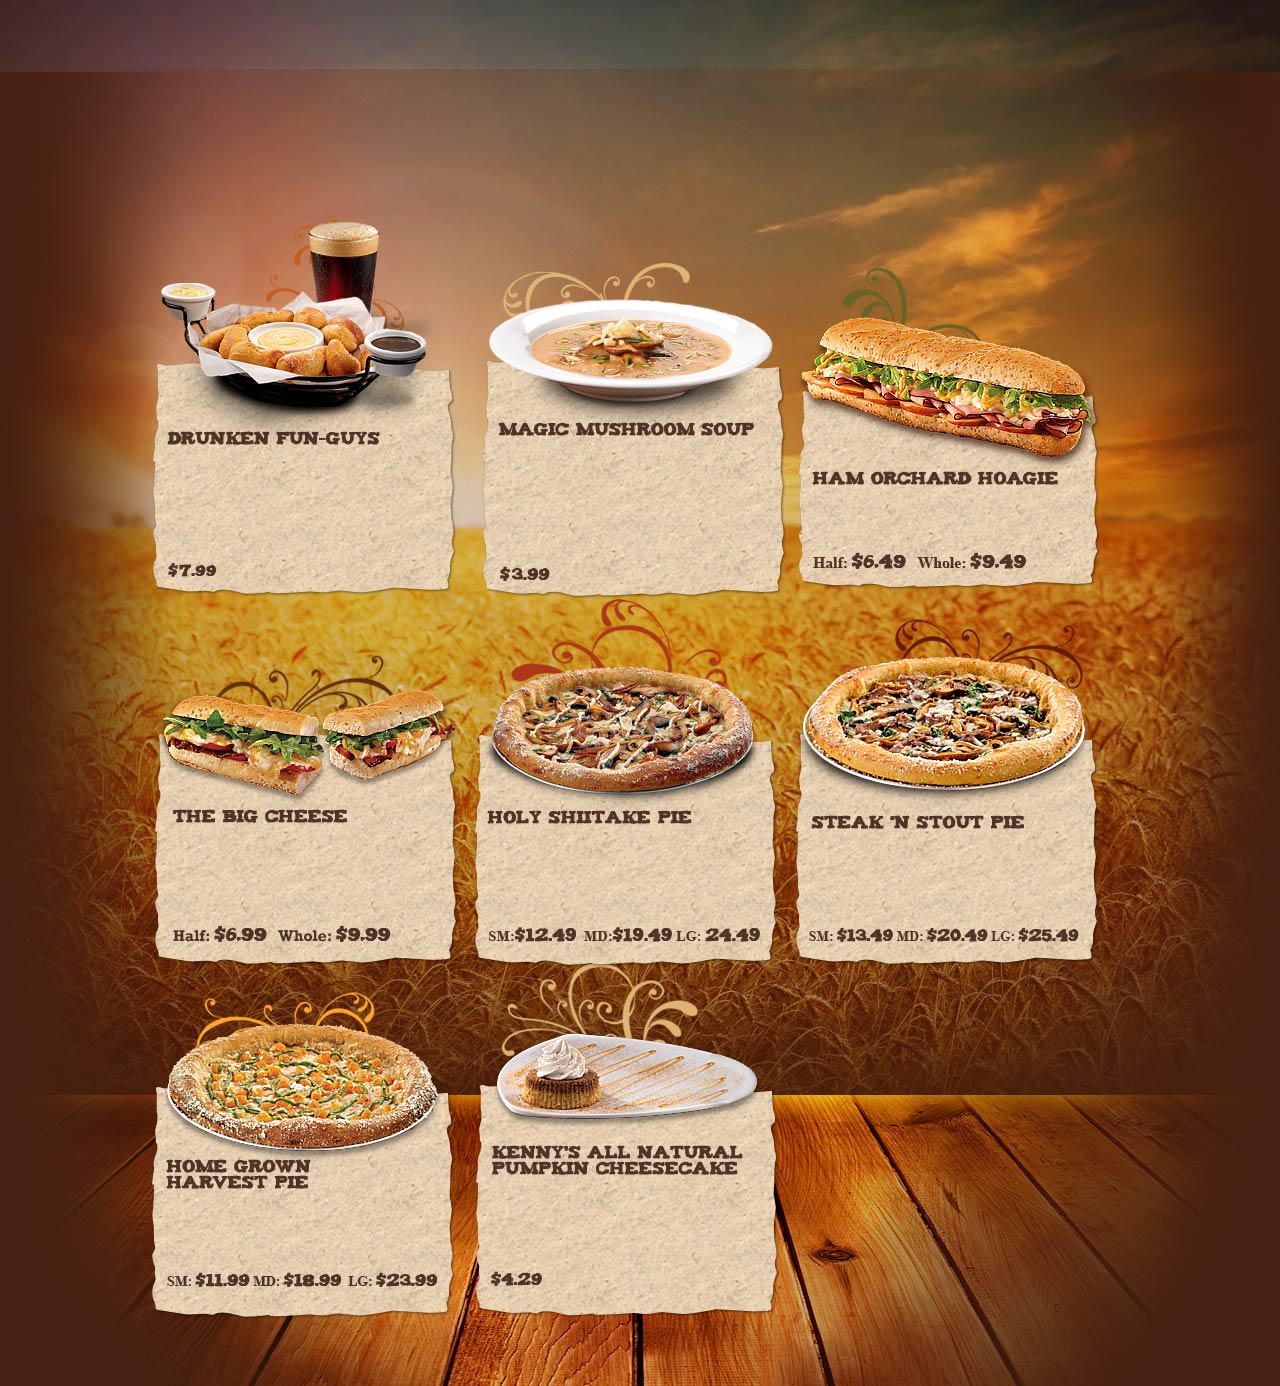 DRUNKEN FUN-GUYS
$7.99
MAGIC MUSHROOM SOUP
$3.99
HAM ORCHARD HOAGIE
Half: $6.49 Whole: $9.49
THE BIG CHEESE
Half: $6.99 Whole: $9.99
HOLY SHIITAKE PIE
SM:$12.49 MD:$19.49 LG: 24.49
STEAK 'N STOUT PIE
SM: $13.49 MD: $20.49 LG: $25.49
HOME GROWN
HARVEST PIE
SM: $11.99 MD: $18.99 LG: $23.99
KENNY'S ALL NATURAL
PUMPKIN CHEESECAKE
$4.29